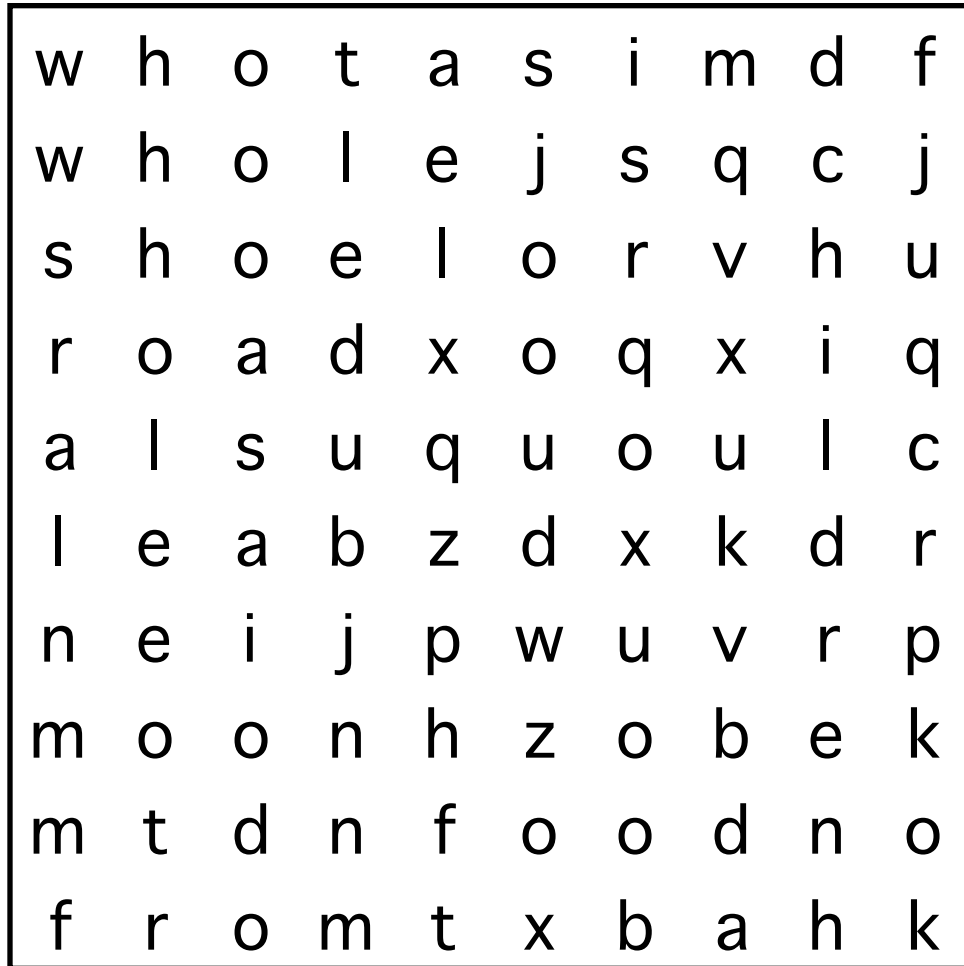 w h o t a s i m d f
w h o l e j s q c j
s h o e l o r v h u
r o a d x o q x i q
a l s u q u o u l c
l e a b z d x k d r
n e i j p w u v r p
m o o n h z o b e k
m t d n f o o d n o
f r o m t x b a h k